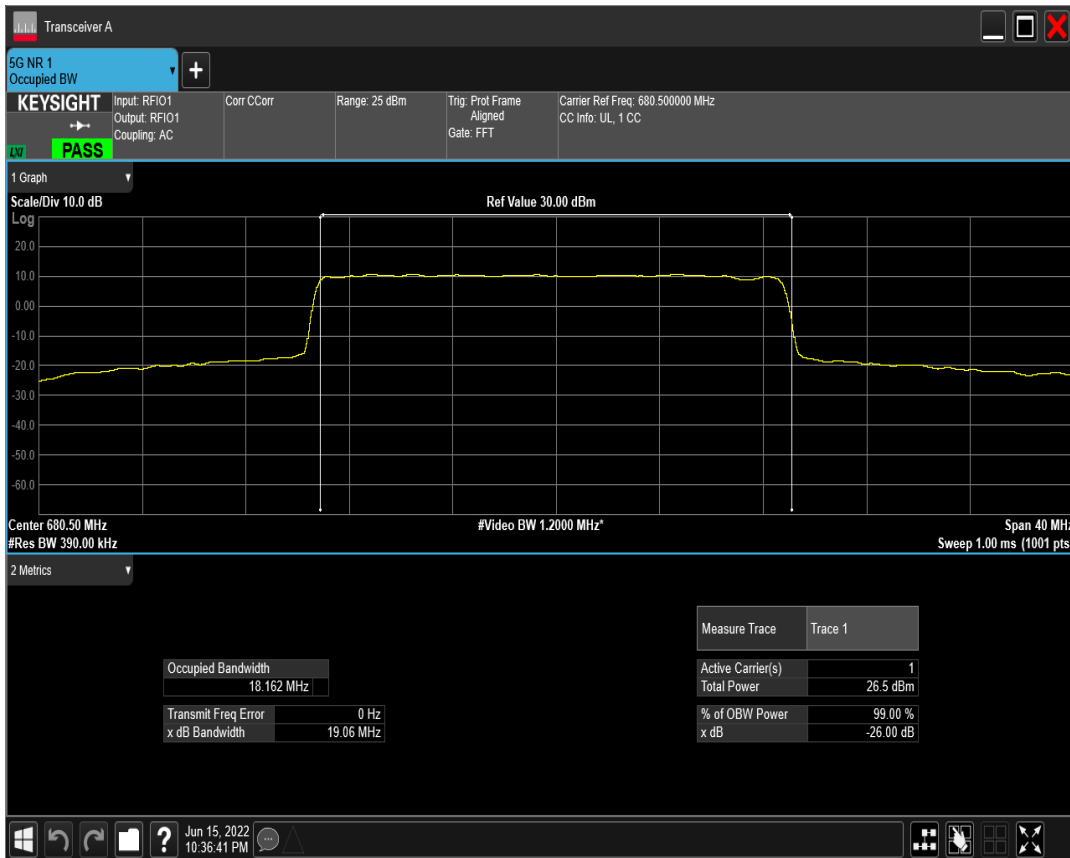 Transceiver A
5G NR 1
Occupied BW
+
KEYSIGHT
LXI
PASS
Input: RFIO1
Output: RFIO1
Coupling: AC
Corr CCorr
Range: 25 dBm
Trig: Prot Frame
Aligned
Gate: FFT
Carrier Ref Freq: 680.500000 MHz
CC Info: UL, 1 CC
1 Graph
Scale/Div 10.0 dB
Ref Value 30.00 dBm
Log
20.0
10.0
0.00
-10.0
-20.0
-30.0
-40.0
-50.0
-60.0
Center 680.50 MHz
#Video BW 1.2000 MHz*
Span 40 MHz
#Res BW 390.00 kHz
Sweep 1.00 ms (1001 pts
2 Metrics
Measure Trace Trace 1
Occupied Bandwidth
18.162 MHz
Active Carrier(s) 1
Total Power 26.5 dBm
Transmit Freq Error 0 Hz
x dB Bandwidth 19.06 MHz
% of OBW Power 99.00 %
x dB -26.00 dB
?
Jun 15, 2022
10:36:41 PM